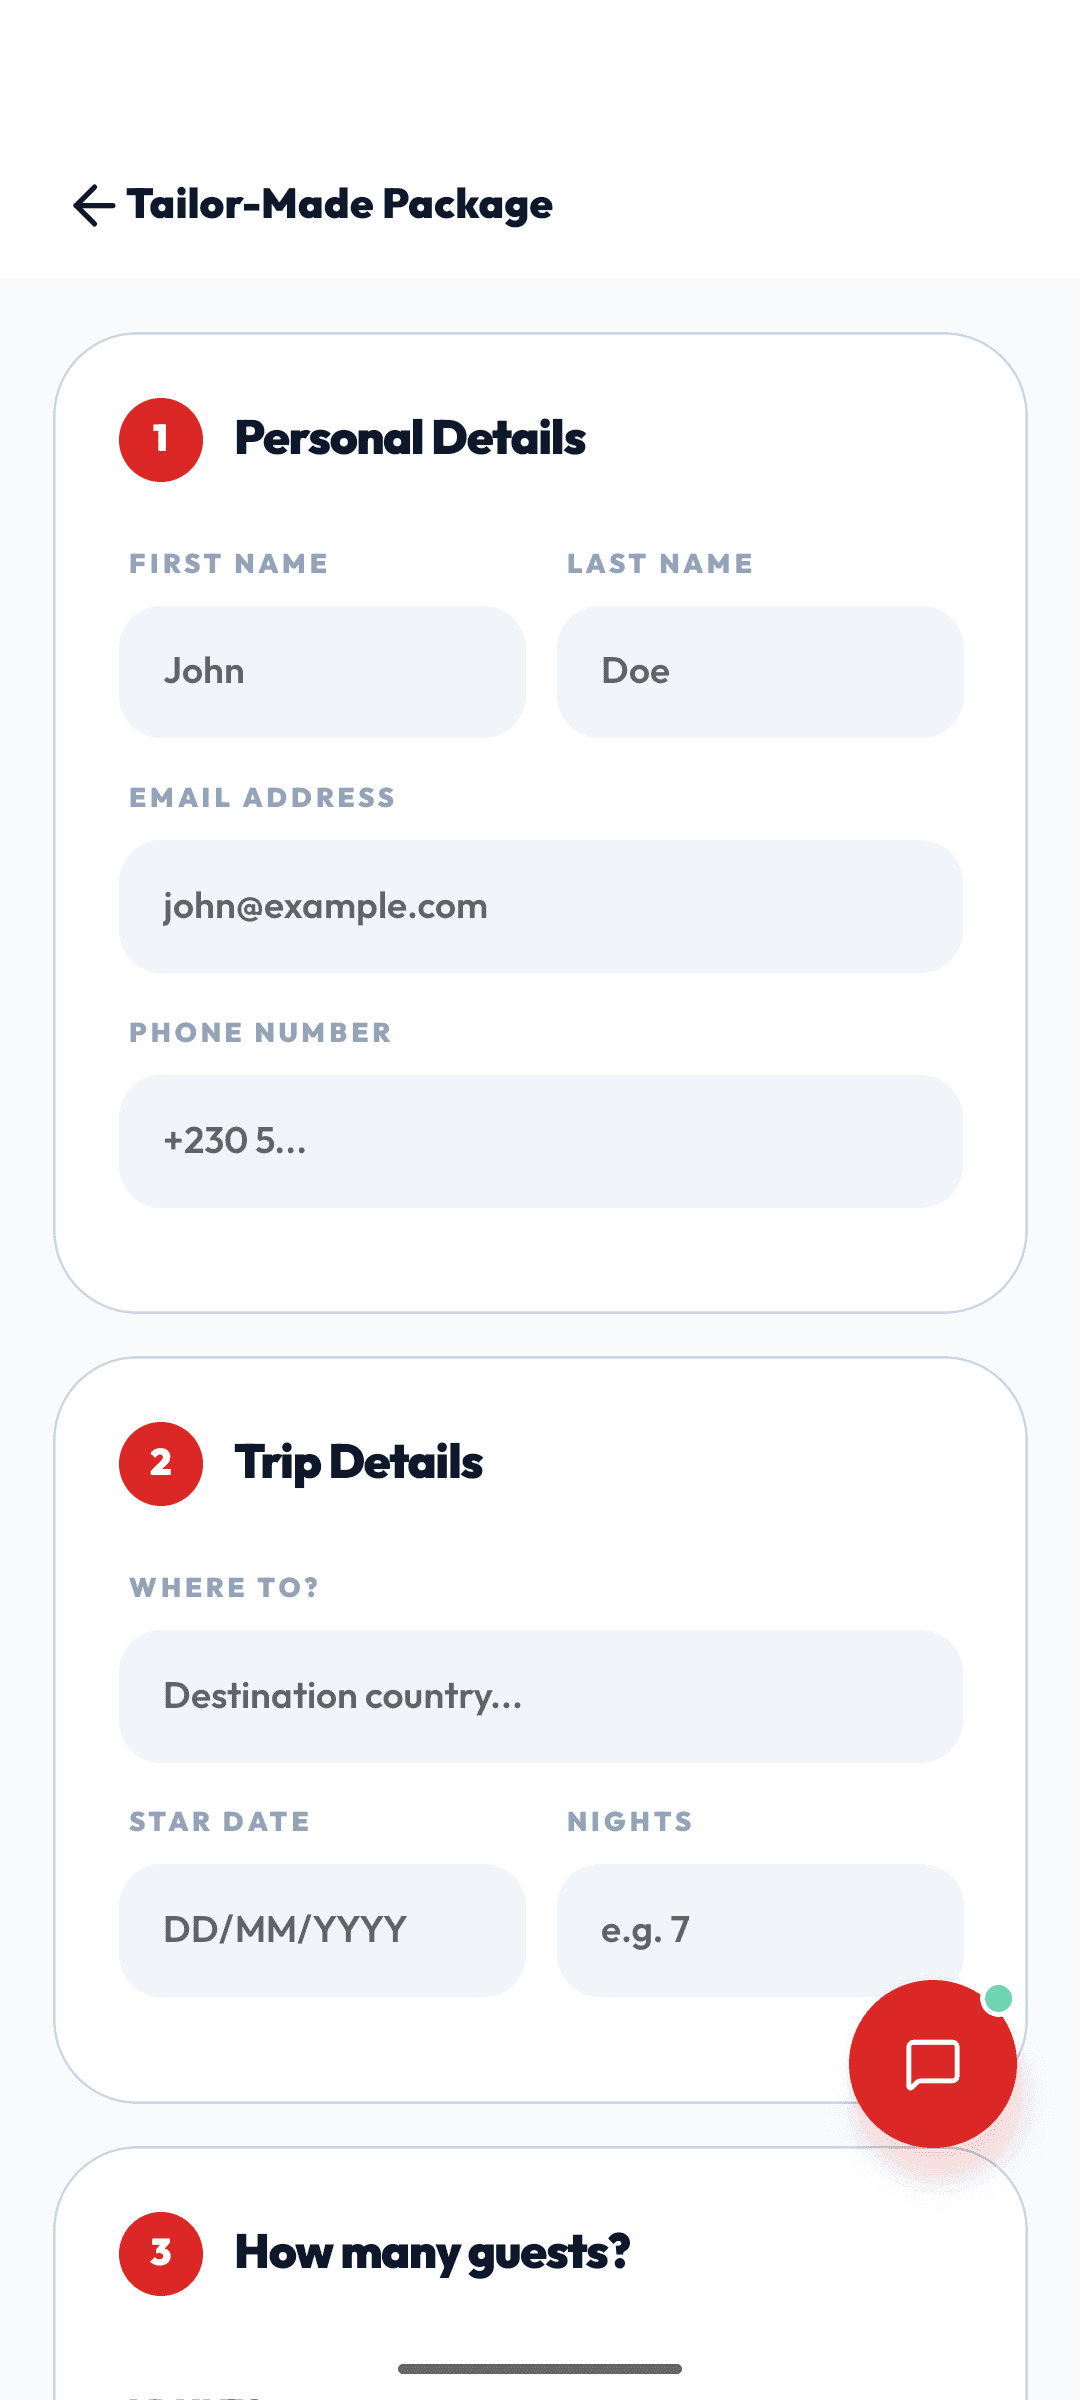 Tailor-Made Package
1 Personal Details
FIRST NAME LAST NAME
John Doe
EMAIL ADDRESS
john@example.com
PHONE NUMBER
+230 5...
2 Trip Details
WHERE TO?
Destination country...
STAR DATE NIGHTS
DD/MM/YYYY e.g. 7
3 How many guests?